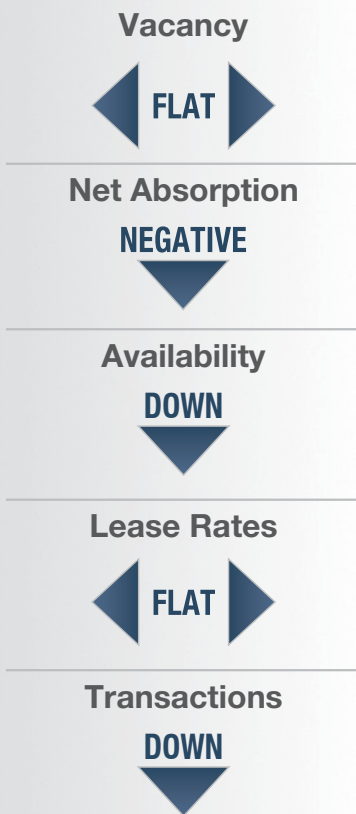 Vacancy
FLAT
Net Absorption
NEGATIVE
Availability
DOWN
Lease Rates
FLAT
Transactions
DOWN